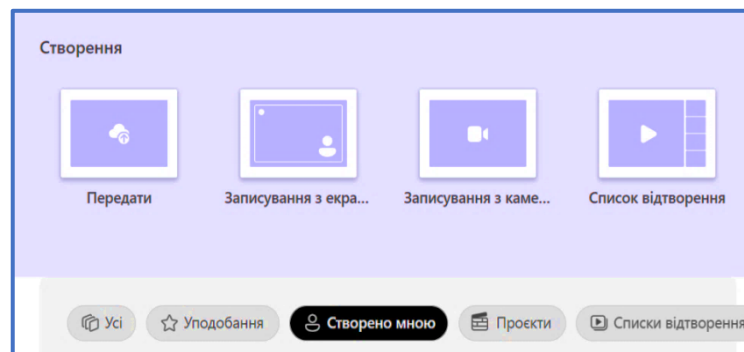 Створення
Передати
Записування з екра...
Записування з каме...
Список відтворення
Усі
Уподобання
Створено мною
Проєкти
Списки відтворення